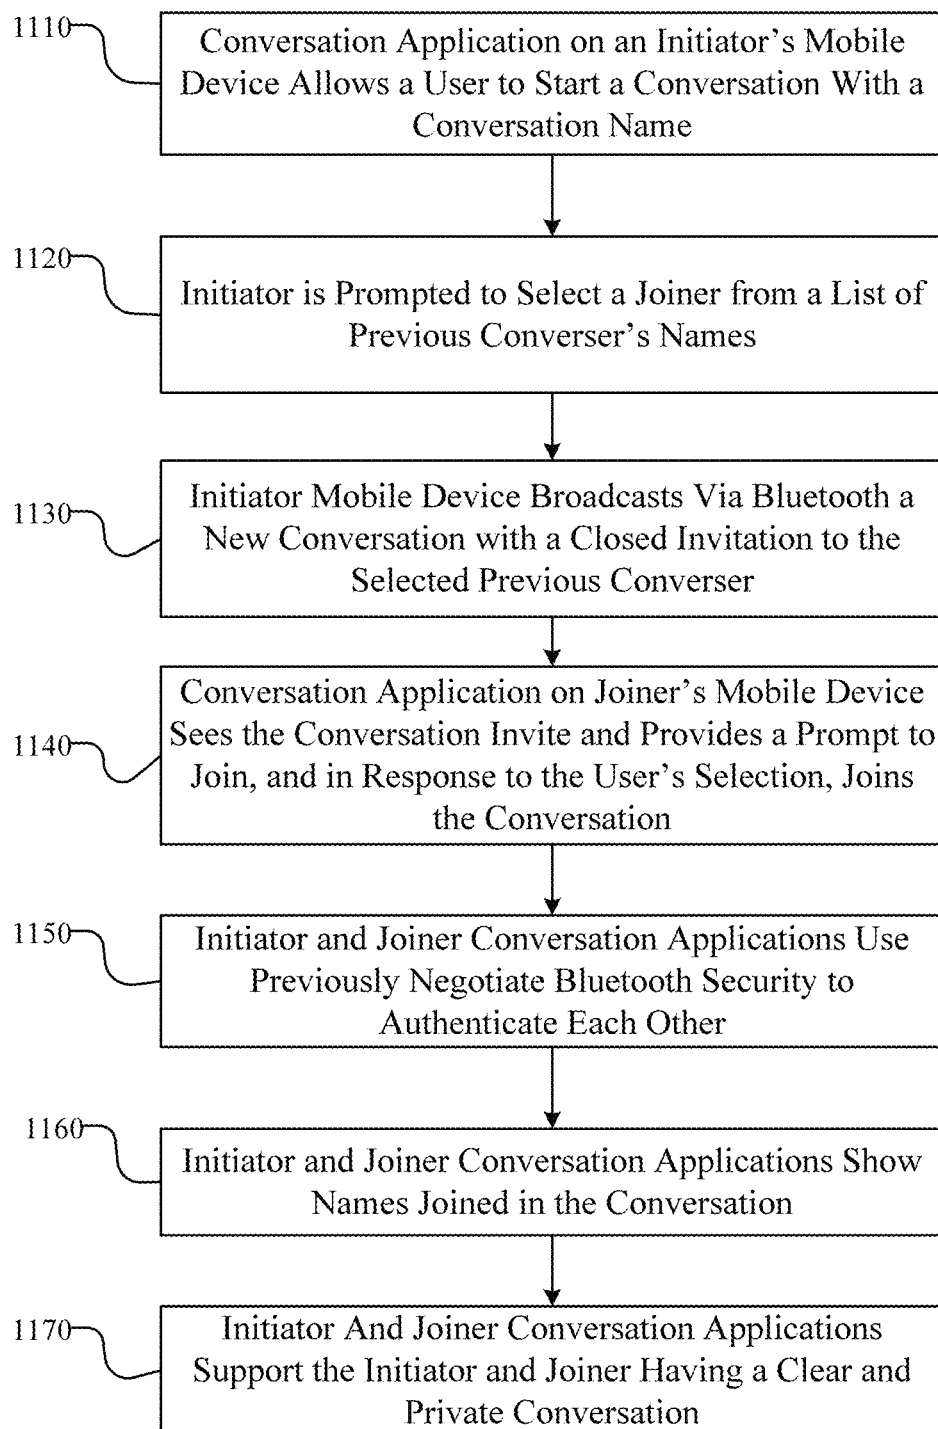 1110
Conversation Application on an Initiator's Mobile
Device Allows a User to Start a Conversation With a
Conversation Name
1120
Initiator is Prompted to Select a Joiner from a List of
Previous Converser's Names
1130
Initiator Mobile Device Broadcasts Via Bluetooth a
New Conversation with a Closed Invitation to the
Selected Previous Converser
1140
Conversation Application on Joiner's Mobile Device
Sees the Conversation Invite and Provides a Prompt to
Join, and in Response to the User's Selection, Joins
the Conversation
1150
Initiator and Joiner Conversation Applications Use
Previously Negotiate Bluetooth Security to
Authenticate Each Other
1160
Initiator and Joiner Conversation Applications Show
Names Joined in the Conversation
1170
Initiator And Joiner Conversation Applications
Support the Initiator and Joiner Having a Clear and
Private Conversation